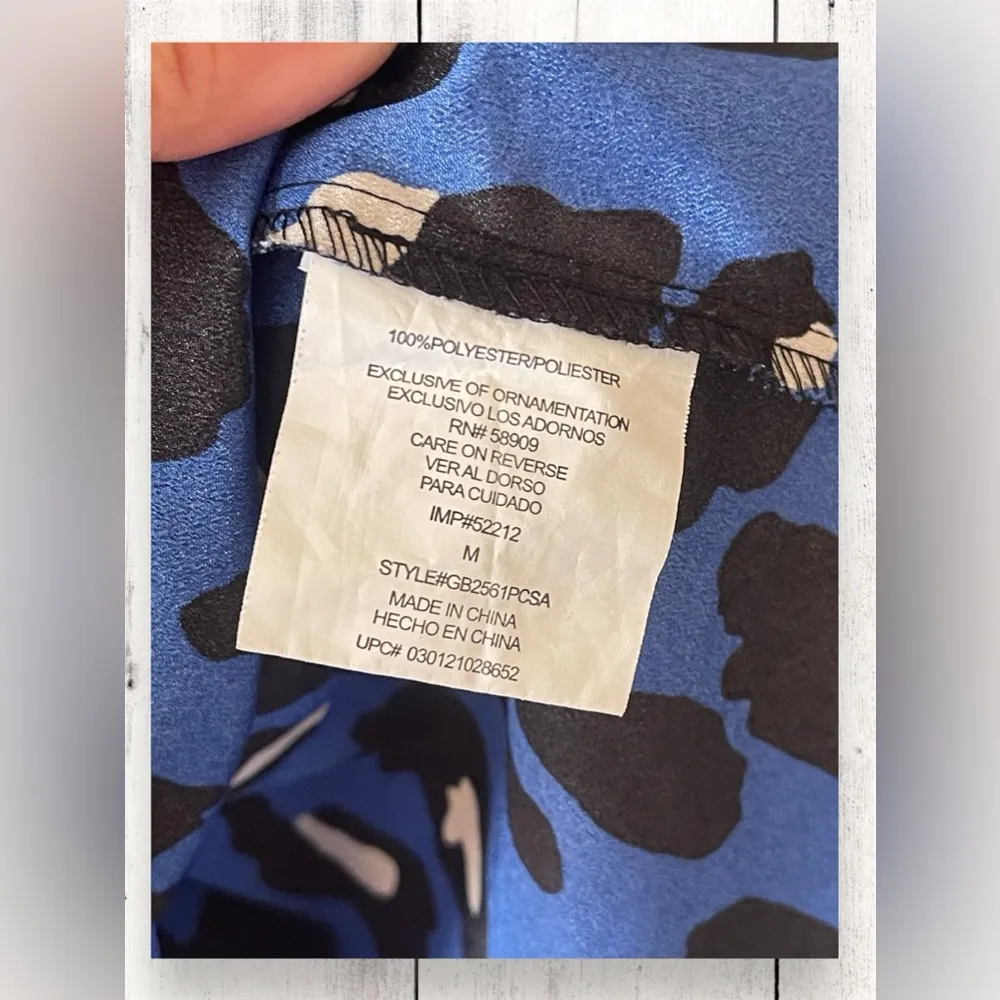 100%POLYESTER/POLIESTER
EXCLUSIVE OF ORNAMENTATION
EXCLUSIVO LOS ADORNOS
RN# 58909
CARE ON REVERSE
VER AL DORSO
PARA CUIDADO
IMP#52212
M
STYLE#GB2561PCSA
MADE IN CHINA
HECHO EN CHINA
UPC# 030121028652